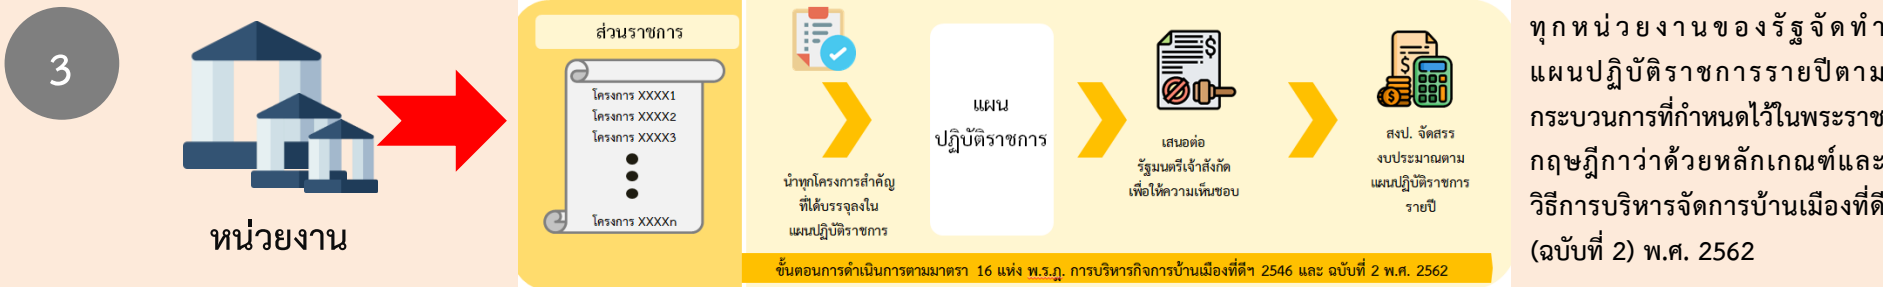 3
หน่วยงาน
ส่วนราชการ
โครงการ XXXX1
โครงการ XXXX2
โครงการ XXXX3
โครงการ XXXXn
นำทุกโครงการสำคัญ
ที่ได้บรรจุลงใน
แผนปฏิบัติราชการ
แผน
ปฏิบัติราชการ
เสนอต่อ
รัฐมนตรีเจ้าสังกัด
เพื่อให้ความเห็นชอบ
สงป. จัดสรร
งบประมาณตาม
แผนปฏิบัติราชการ
รายปี
ขั้นตอนการดำเนินการตามมาตรา 16 แห่ง พ.ร.ฎ. การบริหารกิจการบ้านเมืองที่ดีฯ 2546 และ ฉบับที่ 2 พ.ศ. 2562
ทุกหน่วยงานของรัฐจัดทำ
แผนปฏิบัติราชการรายปีตาม
กระบวนการที่กำหนดไว้ในพระราช
กฤษฎีกาว่าด้วยหลักเกณฑ์และ
วิธีการบริหารจัดการบ้านเมืองที่ดี
(ฉบับที่ 2) พ.ศ. 2562